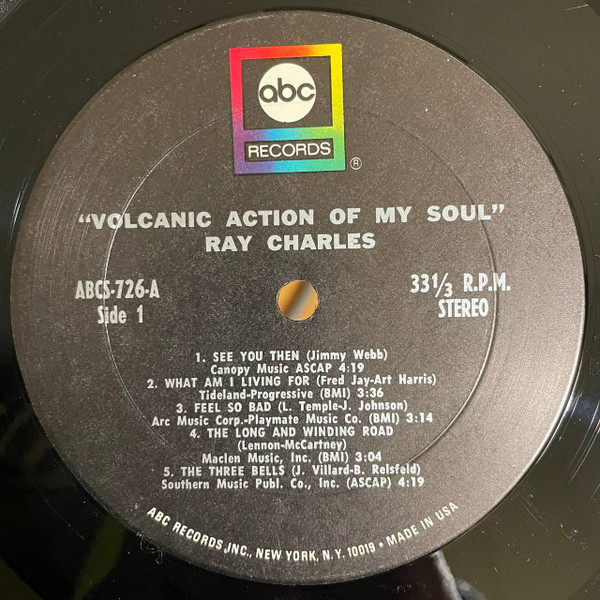 abc
RECORDS
®
"VOLCANIC ACTION OF MY SOUL"
RAY CHARLES
ABCS-726-A
Side 1
33 1/3 R.P.M.
STEREO
1. SEE YOU THEN (Jimmy Webb)
Canopy Music ASCAP 4:19
2. WHAT AM I LIVING FOR (Fred Jay-Art Harris)
Tideland-Progressive (BMI) 3:36
3. FEEL SO BAD (L. Temple-J. Johnson)
Arc Music Corp.-Playmate Music Co. (BMI) 3:14
4. THE LONG AND WINDING ROAD
(Lennon-McCartney)
Maclen Music, Inc. (BMI) 3:04
5. THE THREE BELLS (J. Villard-B. Relsfeld)
Southern Music Publ. Co., Inc. (ASCAP) 4:19
ABC RECORDS, INC., NEW YORK, N.Y. 10019 • MADE IN USA